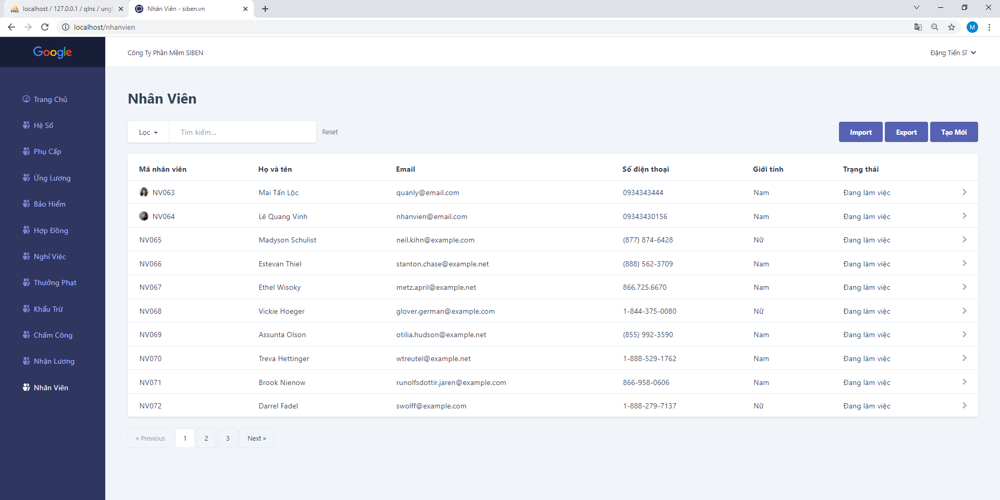 localhost / 127.0.0.1 / qlns / ungl
Nhân Viên - siben.vn
localhost/nhanvien
M
Google
Công Ty Phần Mềm SIBEN
Đặng Tiến Sĩ
Trang Chủ
Hệ Số
Phụ Cấp
Ứng Lương
Bảo Hiểm
Hợp Đồng
Nghỉ Việc
Thưởng Phạt
Khẩu Trừ
Chấm Công
Nhận Lương
Nhân Viên
Nhân Viên
Lọc
Tìm kiếm...
Reset
Import
Export
Tạo Mới
Mã nhân viên Họ và tên Email Số điện thoại Giới tính Trạng thái
NV063 Mai Tấn Lộc quanly@email.com 0934343444 Nam Đang làm việc
NV064 Lê Quang Vinh nhanvien@email.com 09343430156 Nam Đang làm việc
NV065 Madyson Schulist neil.kihn@example.com (877) 874-6428 Nữ Đang làm việc
NV066 Estevan Thiel stanton.chase@example.net (888) 562-3709 Nam Đang làm việc
NV067 Ethel Wisoky metz.april@example.net 866.725.6670 Nam Đang làm việc
NV068 Vickie Hoeger glover.german@example.com 1-844-375-0080 Nữ Đang làm việc
NV069 Assunta Olson otilia.hudson@example.net (855) 992-3590 Nam Đang làm việc
NV070 Treva Hettinger wtreutel@example.net 1-888-529-1762 Nam Đang làm việc
NV071 Brook Nienow runolfsdottir.jaren@example.com 866-958-0606 Nam Đang làm việc
NV072 Darrel Fadel swolff@example.com 1-888-279-7137 Nữ Đang làm việc
« Previous 1 2 3 Next »